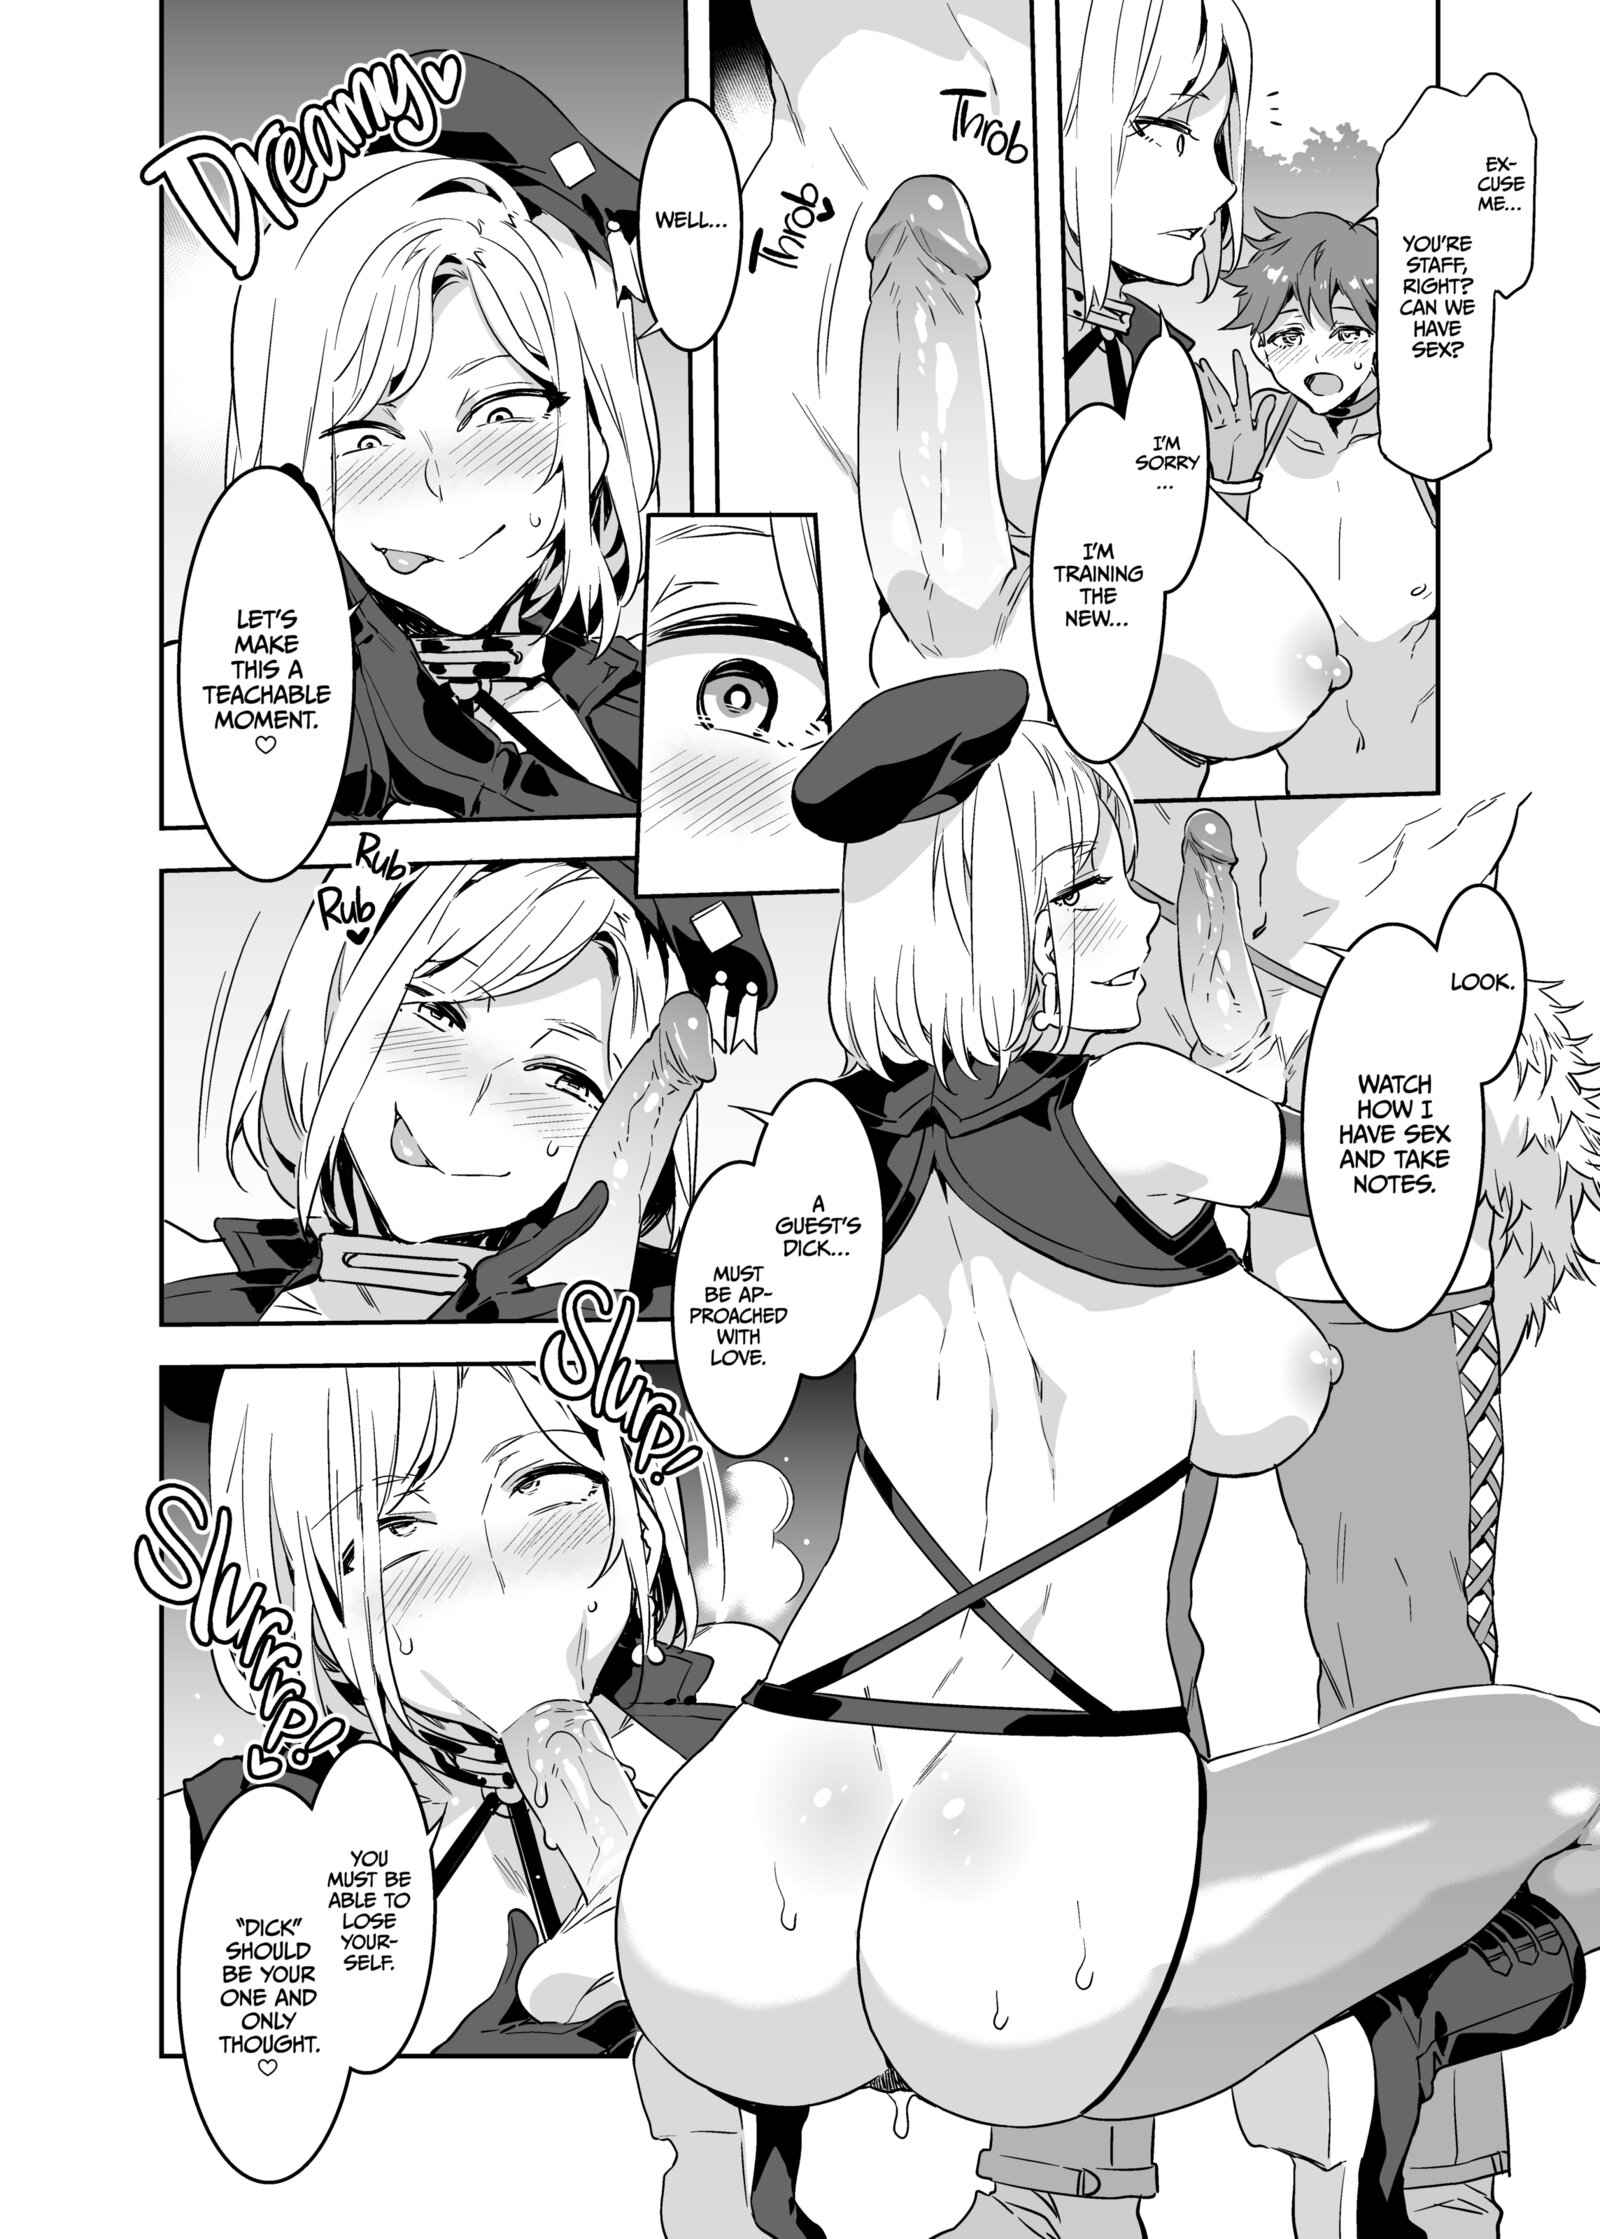 EX-
CUSE
ME...
YOU'RE
STAFF,
RIGHT?
CAN WE
HAVE
SEX?
I'M
SORRY
...
I'M
TRAINING
THE
NEW...
Throb
Throb
WELL...
Dreamy
LET'S
MAKE
THIS A
TEACHABLE
MOMENT.
♡
LOOK.
WATCH
HOW I
HAVE SEX
AND TAKE
NOTES.
Rub
Rub
A
GUEST'S
DICK...
MUST
BE AP-
PROACHED
WITH
LOVE.
Slurp!
Slurrrp!
YOU
MUST BE
ABLE TO
LOSE
YOUR-
SELF.
"DICK"
SHOULD
BE YOUR
ONE AND
ONLY
THOUGHT.
♡